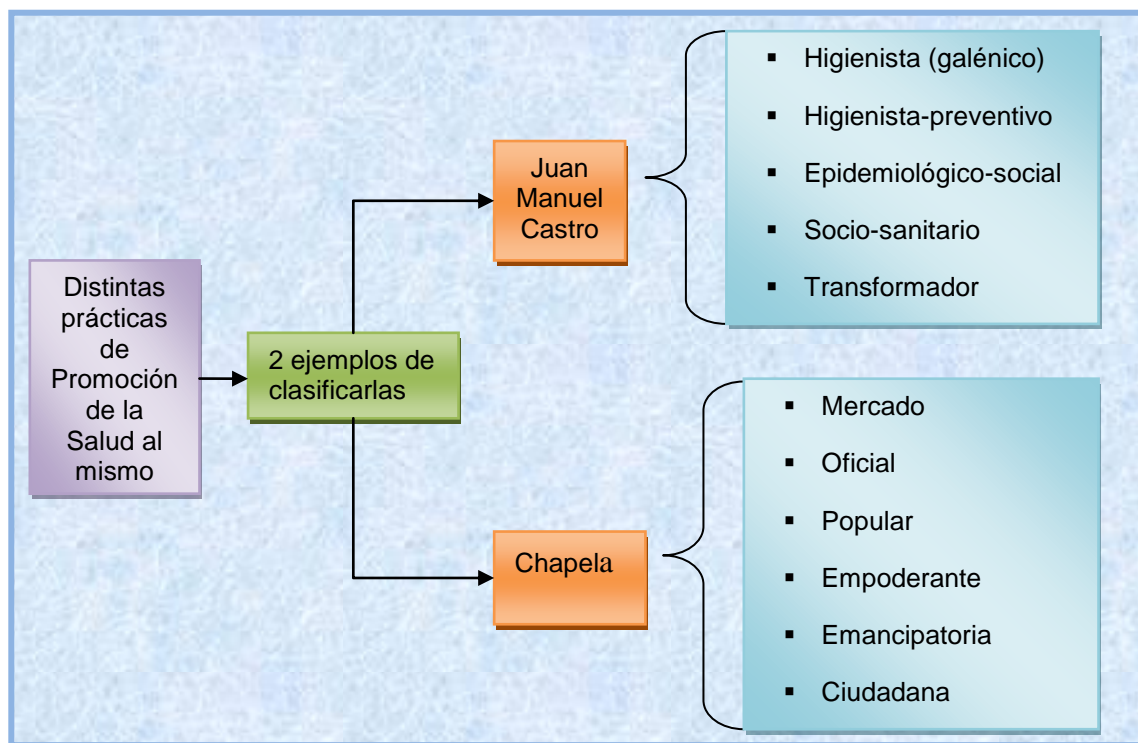 Distintas
prácticas
de
Promoción
de la
Salud al
mismo
2 ejemplos de
clasificarlas
Juan
Manuel
Castro
▪ Higienista (galénico)
▪ Higienista-preventivo
▪ Epidemiológico-social
▪ Socio-sanitario
▪ Transformador
Chapela
▪ Mercado
▪ Oficial
▪ Popular
▪ Empoderante
▪ Emancipatoria
▪ Ciudadana